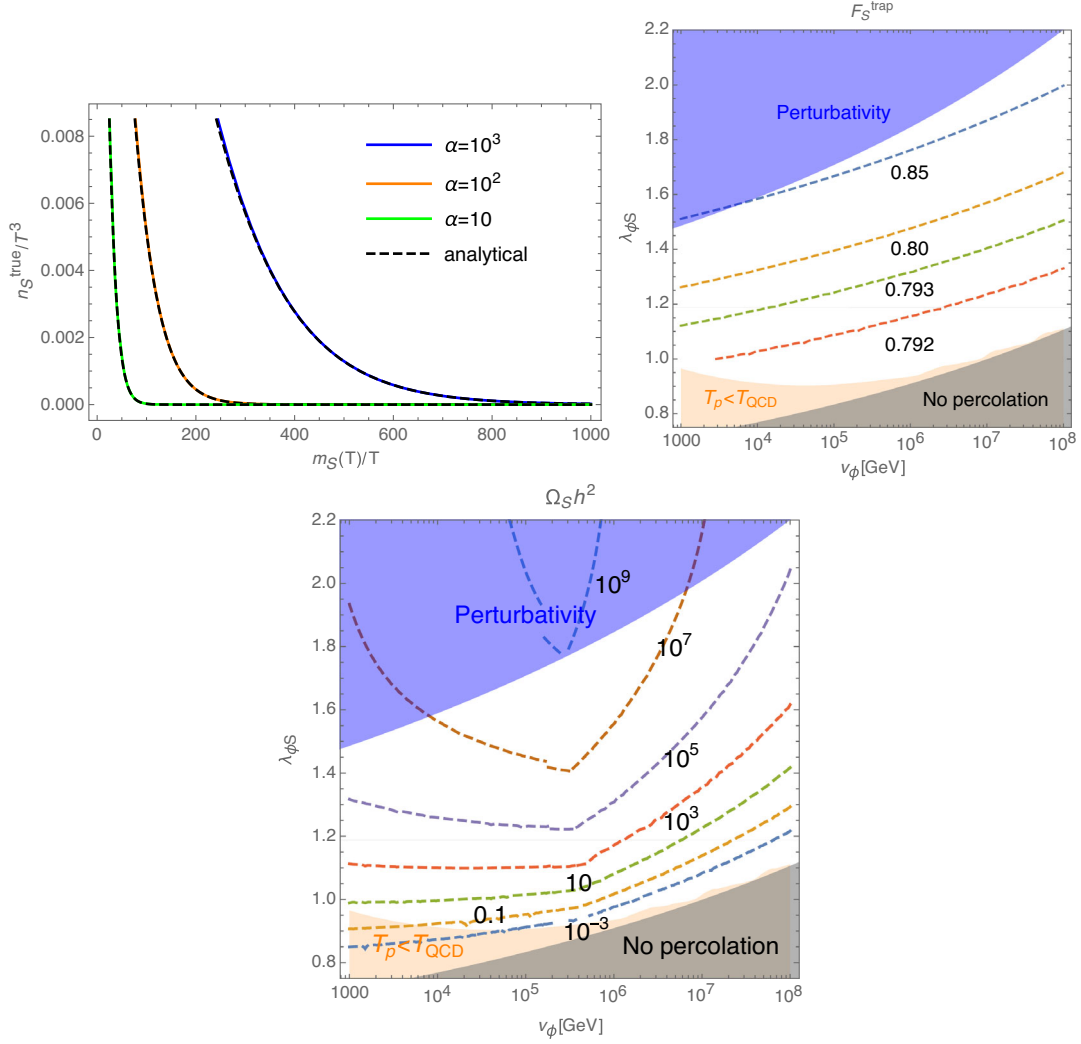 n_S^true/T^3
0.008
0.006
0.004
0.002
0.000
0
200
400
600
800
1000
m_S(T)/T
α=10^3
α=10^2
α=10
analytical
F_S^trap
λ_ϕS
2.2
2.0
1.8
1.6
1.4
1.2
1.0
0.8
Perturbativity
0.85
0.80
0.793
0.792
T_p<T_QCD
No percolation
1000
10^4
10^5
10^6
10^7
10^8
v_ϕ[GeV]
Ω_S h^2
λ_ϕS
2.2
2.0
1.8
1.6
1.4
1.2
1.0
0.8
Perturbativity
10^9
10^7
10^5
10^3
10
0.1
10^-3
T_p<T_QCD
No percolation
1000
10^4
10^5
10^6
10^7
10^8
v_ϕ[GeV]